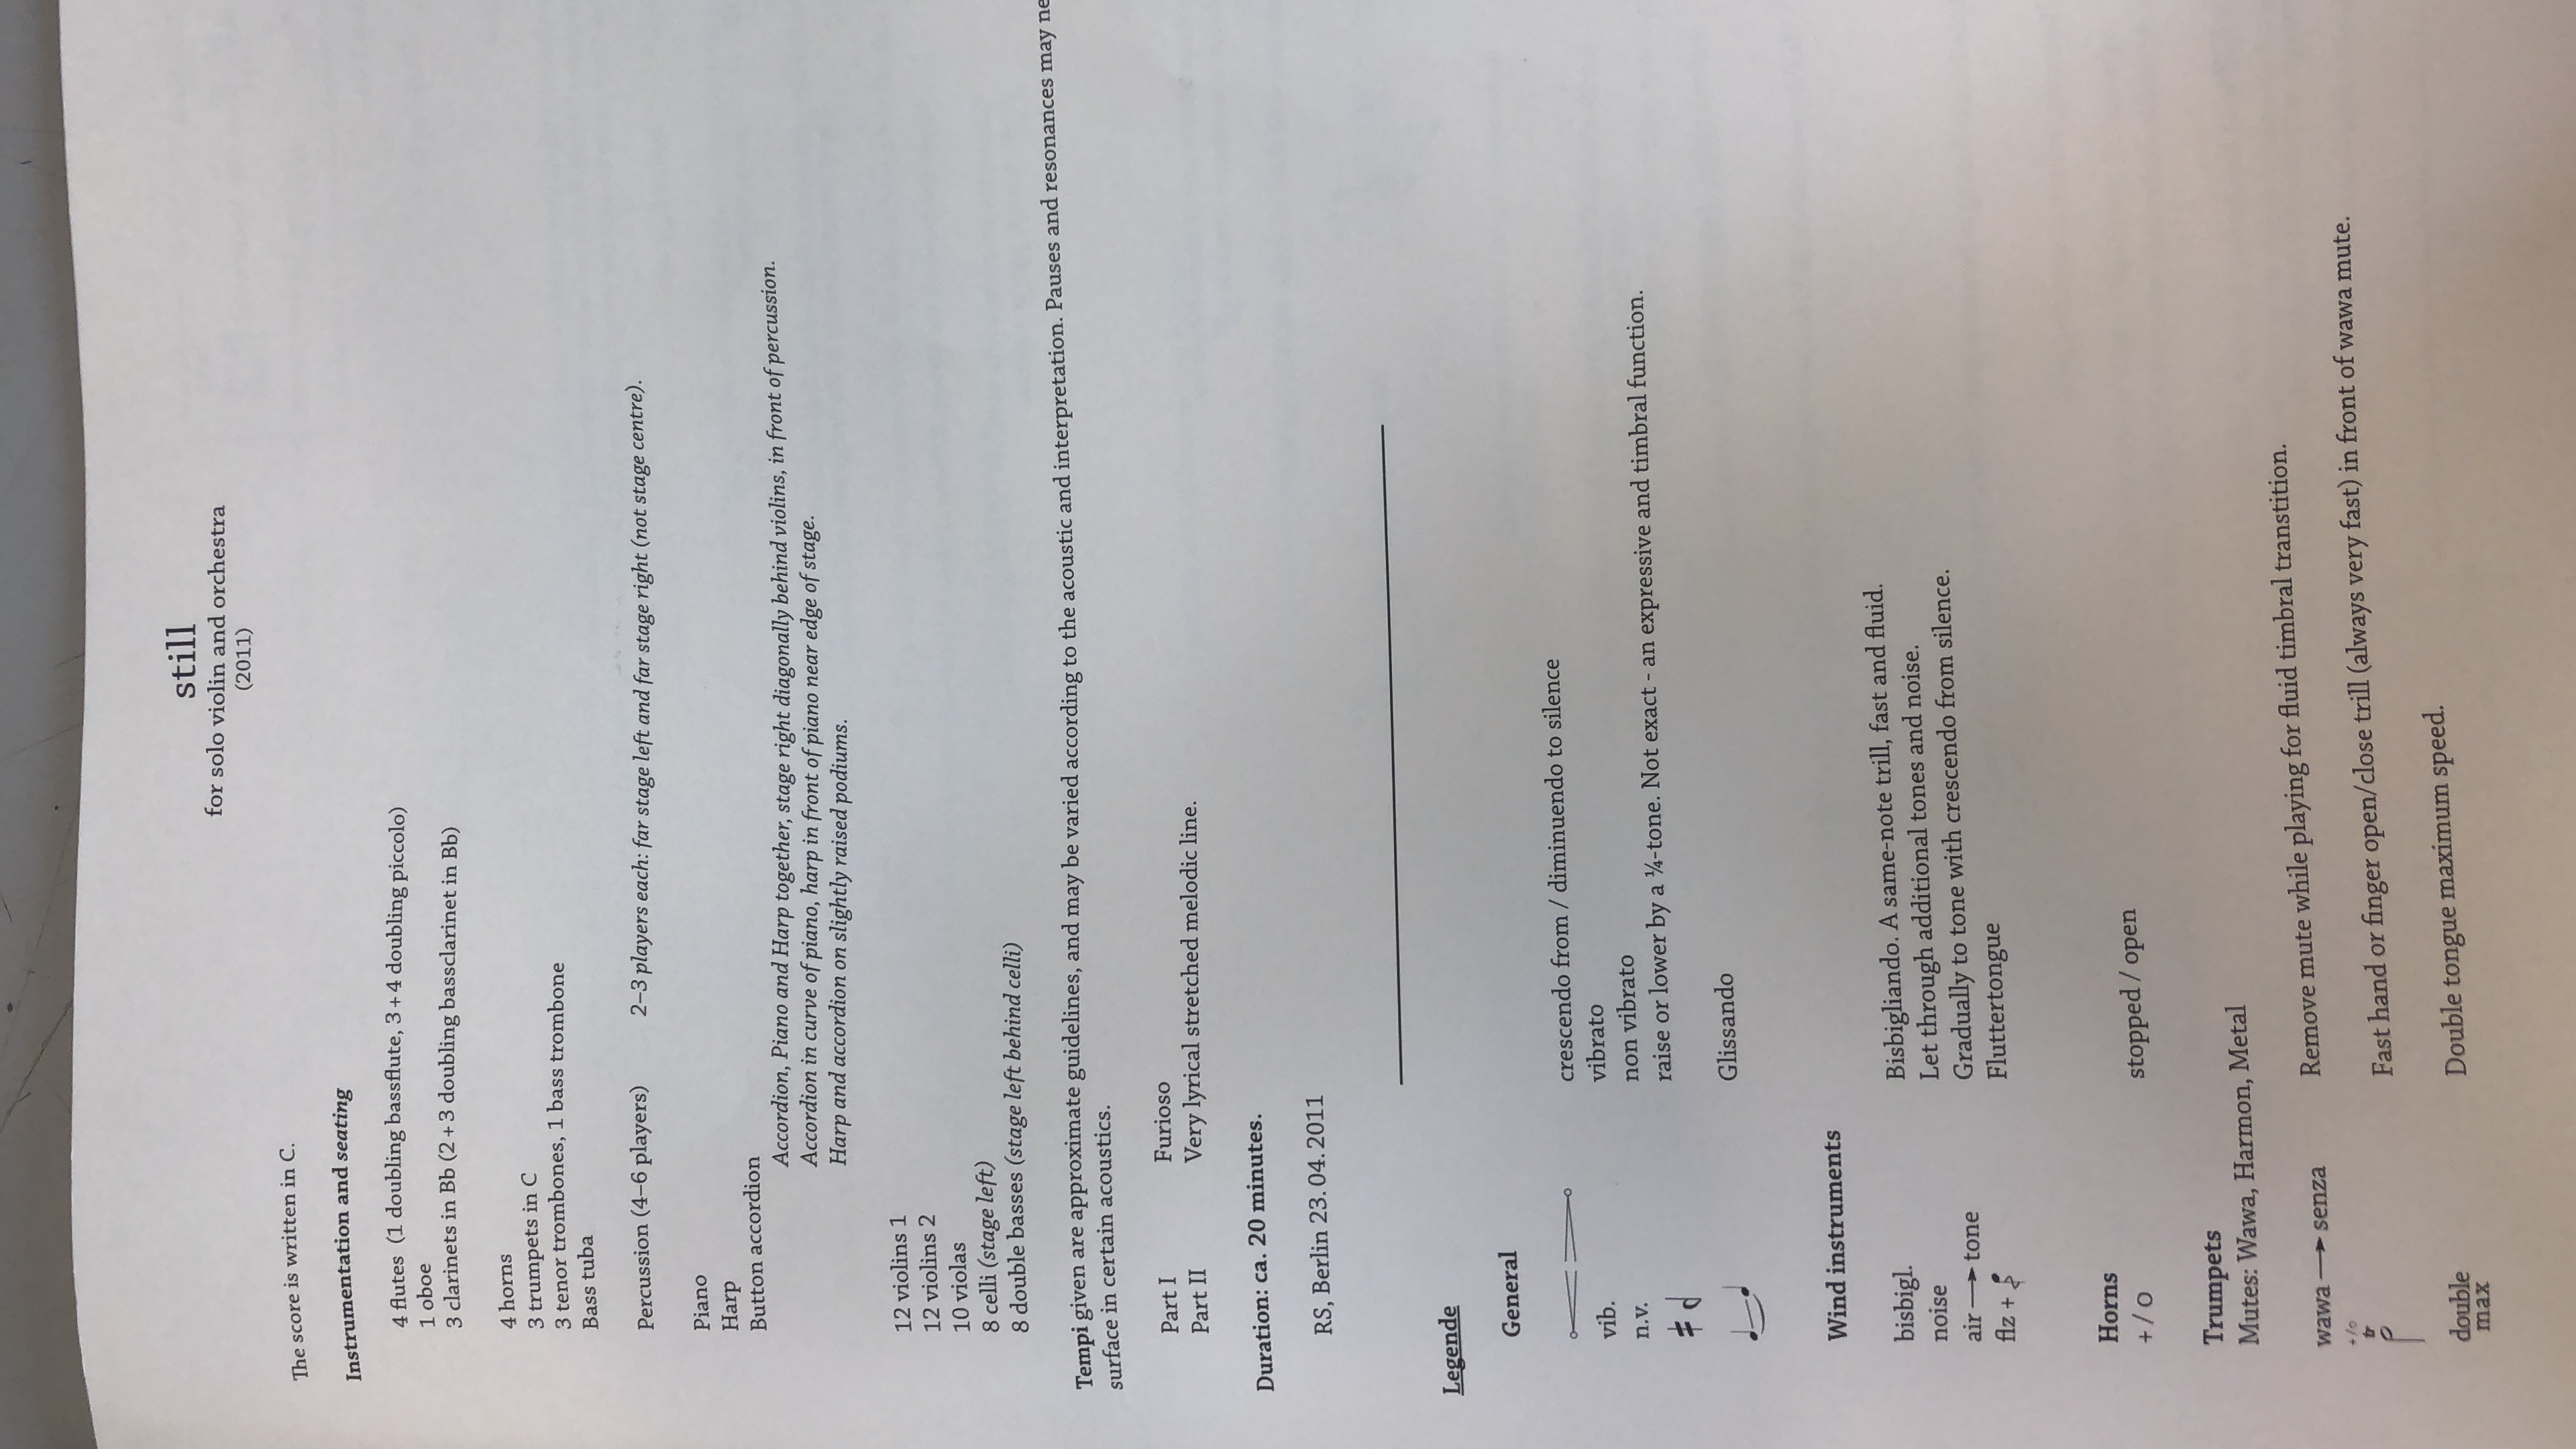 still
for solo violin and orchestra
(2011)
The score is written in C.
Instrumentation and seating
4 flutes (1 doubling bassflute, 3 + 4 doubling piccolo)
1 oboe
3 clarinets in Bb (2 + 3 doubling bassclarinet in Bb)
4 horns
3 trumpets in C
3 tenor trombones, 1 bass trombone
Bass tuba
Percussion (4–6 players) 2–3 players each: far stage left and far stage right (not stage centre).
Piano
Harp
Button accordion
Accordion, Piano and Harp together, stage right diagonally behind violins, in front of percussion.
Accordion in curve of piano, harp in front of piano near edge of stage.
Harp and accordion on slightly raised podiums.
12 violins 1
12 violins 2
10 violas
8 celli (stage left)
8 double basses (stage left behind celli)
Tempi given are approximate guidelines, and may be varied according to the acoustic and interpretation. Pauses and resonances may
surface in certain acoustics.
Part I Furioso
Part II Very lyrical stretched melodic line.
Duration: ca. 20 minutes.
RS, Berlin 23.04.2011
Legende
General
crescendo from / diminuendo to silence
vib. vibrato
n.v. non vibrato
raise or lower by a ¼-tone. Not exact - an expressive and timbral function.
Glissando
Wind instruments
bisbigl. Bisbigliando. A same-note trill, fast and fluid.
noise Let through additional tones and noise.
air → tone Gradually to tone with crescendo from silence.
flz + Fluttertongue
Horns
+ / o stopped / open
Trumpets
Mutes: Wawa, Harmon, Metal
wawa → senza Remove mute while playing for fluid timbral transtition.
+/o
tr Fast hand or finger open/close trill (always very fast) in front of wawa mute.
double Double tongue maximum speed.
max